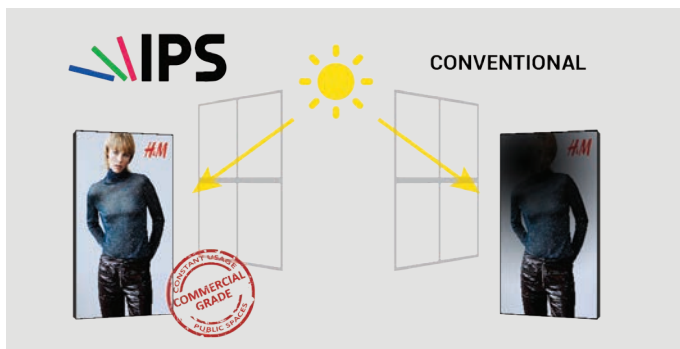 IPS
CONVENTIONAL
H&M
H&M
CONSTANT USAGE
COMMERCIAL
GRADE
PUBLIC SPACES